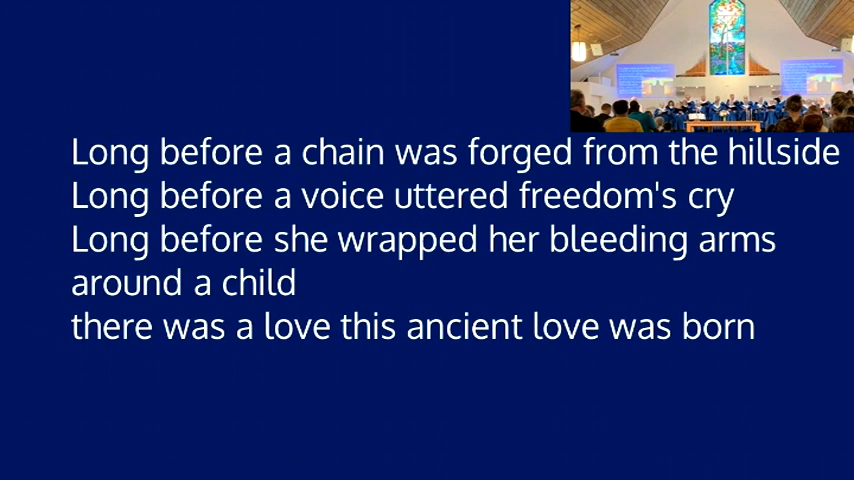 Long before a chain was forged from the hillside
Long before a voice uttered freedom's cry
Long before she wrapped her bleeding arms
around a child
there was a love this ancient love was born